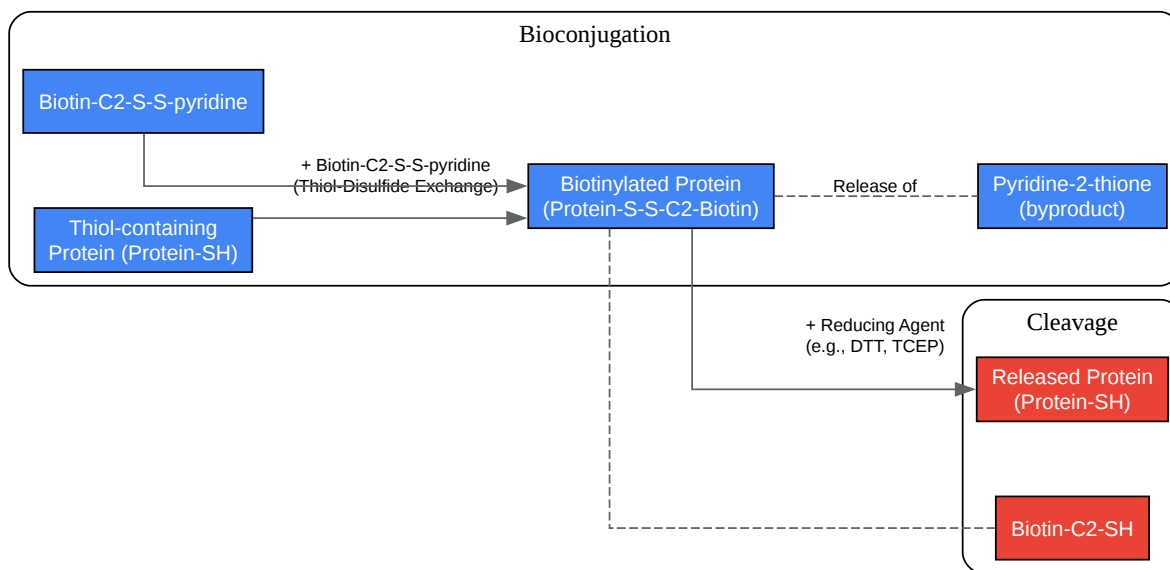 Bioconjugation
Biotin-C2-S-S-pyridine
+ Biotin-C2-S-S-pyridine
(Thiol-Disulfide Exchange)
Thiol-containing
Protein (Protein-SH)
Biotinylated Protein
(Protein-S-S-C2-Biotin)
Release of
Pyridine-2-thione
(byproduct)
+ Reducing Agent
(e.g., DTT, TCEP)
Cleavage
Released Protein
(Protein-SH)
Biotin-C2-SH